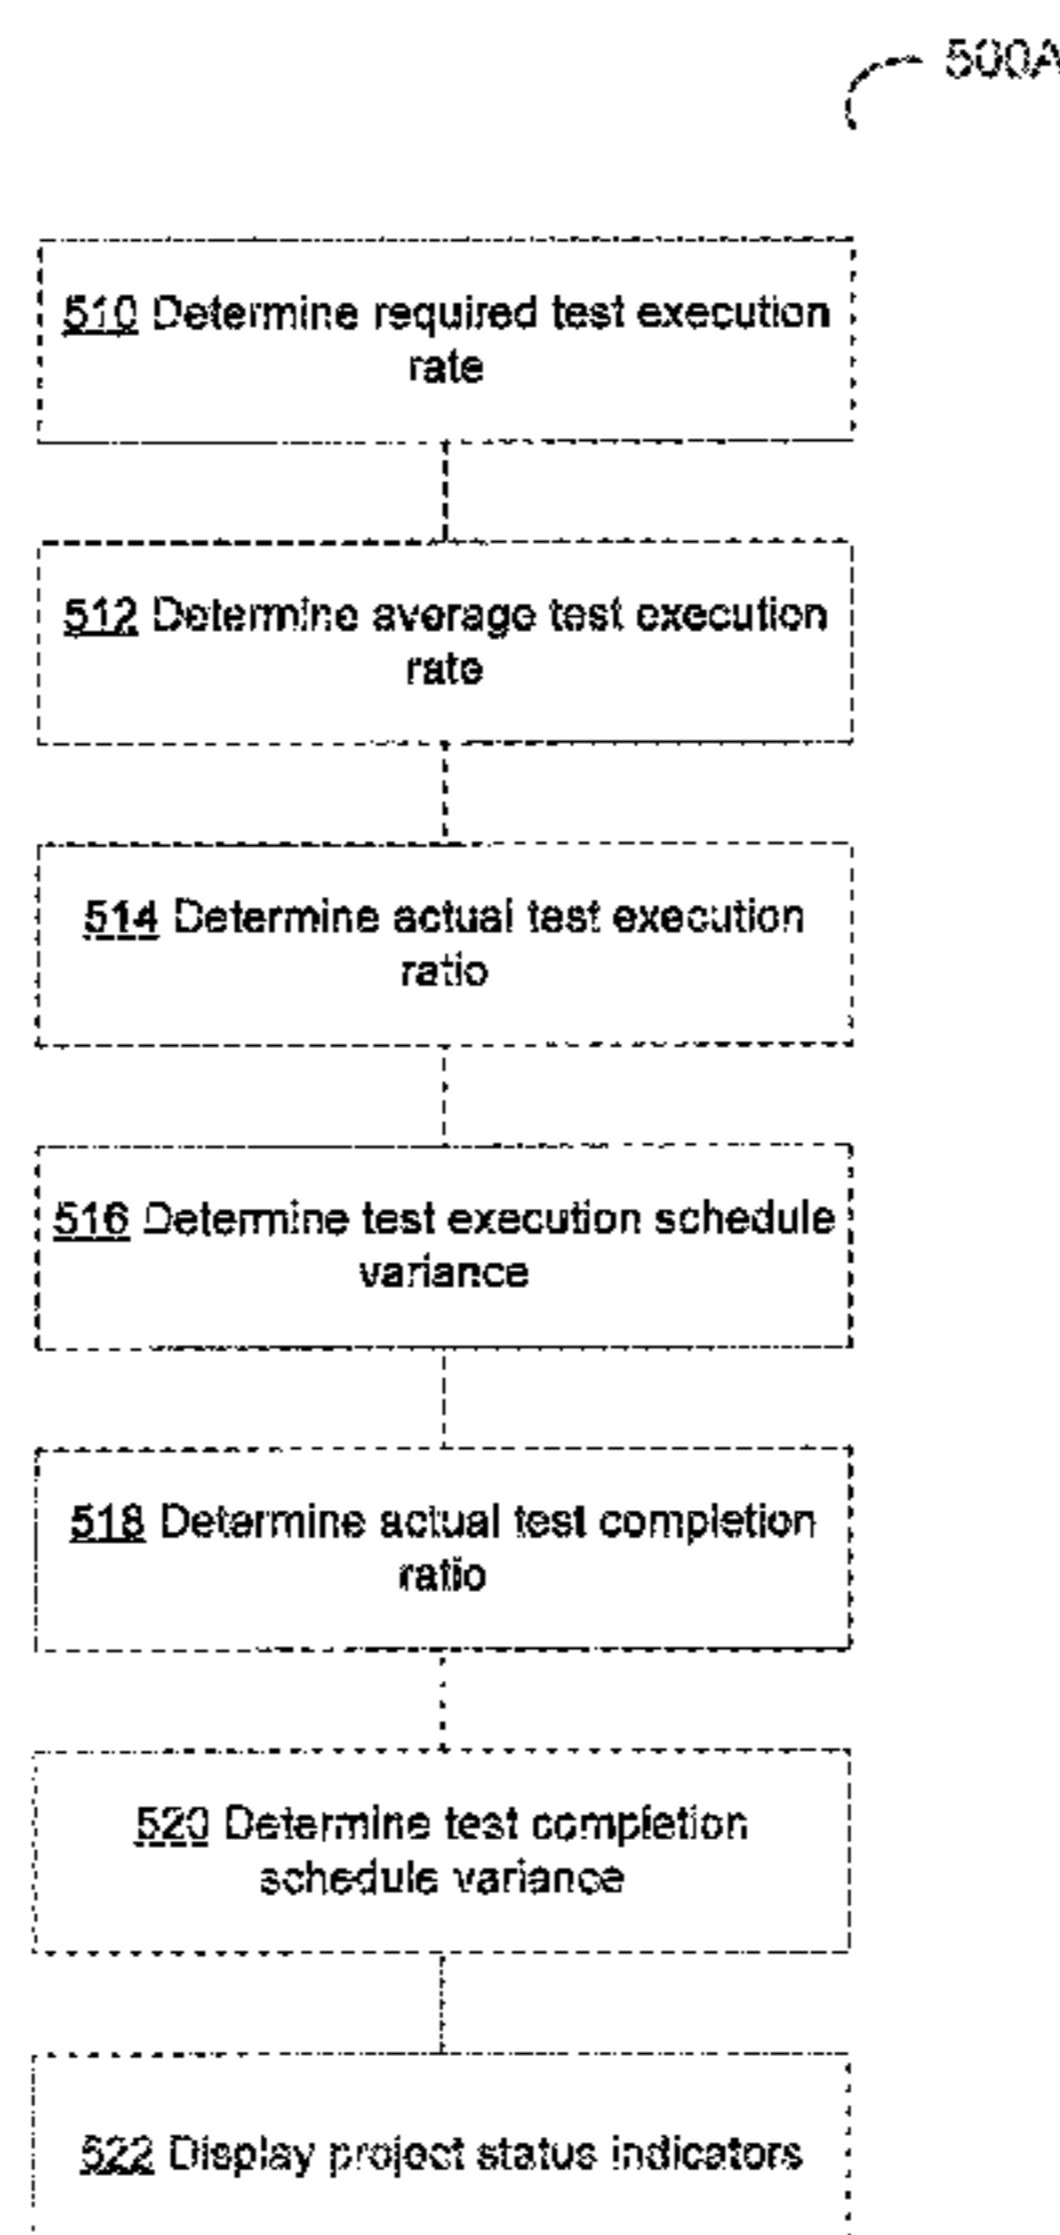 500A
510 Determine required test execution
rate
512 Determine average test execution
rate
514 Determine actual test execution
ratio
516 Determine test execution schedule
variance
518 Determine actual test completion
ratio
520 Determine test completion
schedule variance
522 Display project status indicators